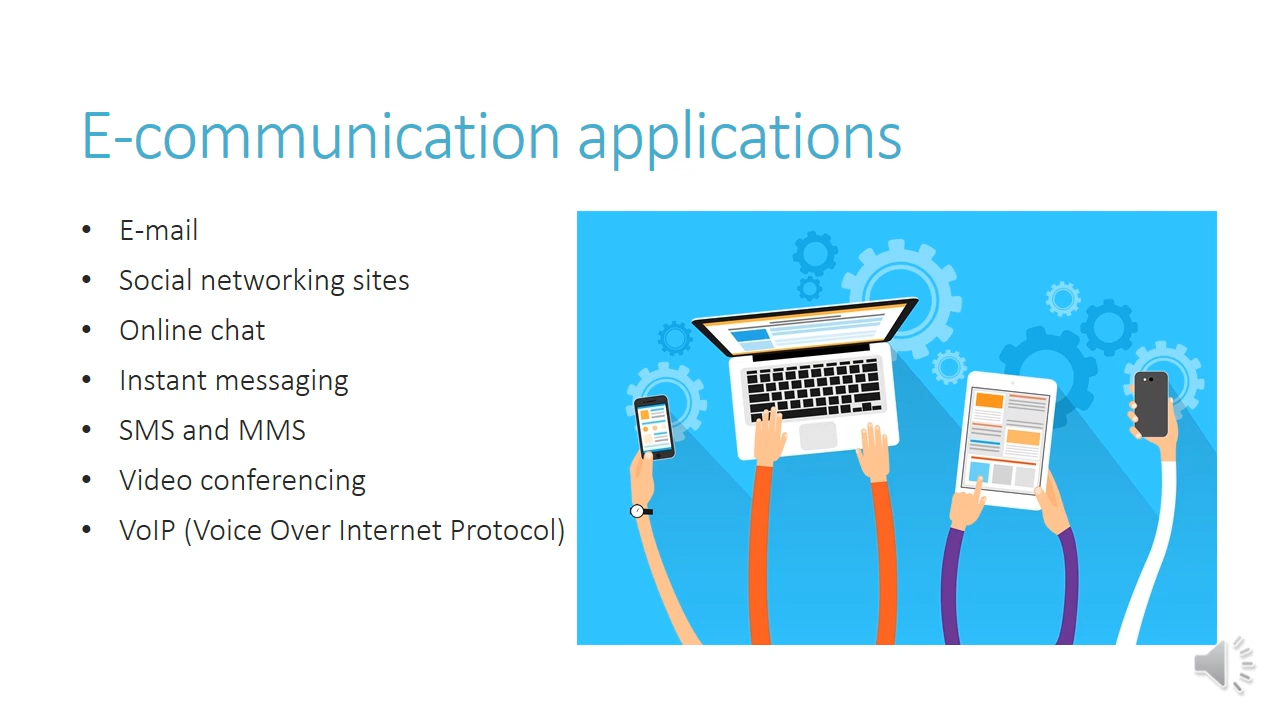 E-communication applications
• E-mail
• Social networking sites
• Online chat
• Instant messaging
• SMS and MMS
• Video conferencing
• VoIP (Voice Over Internet Protocol)